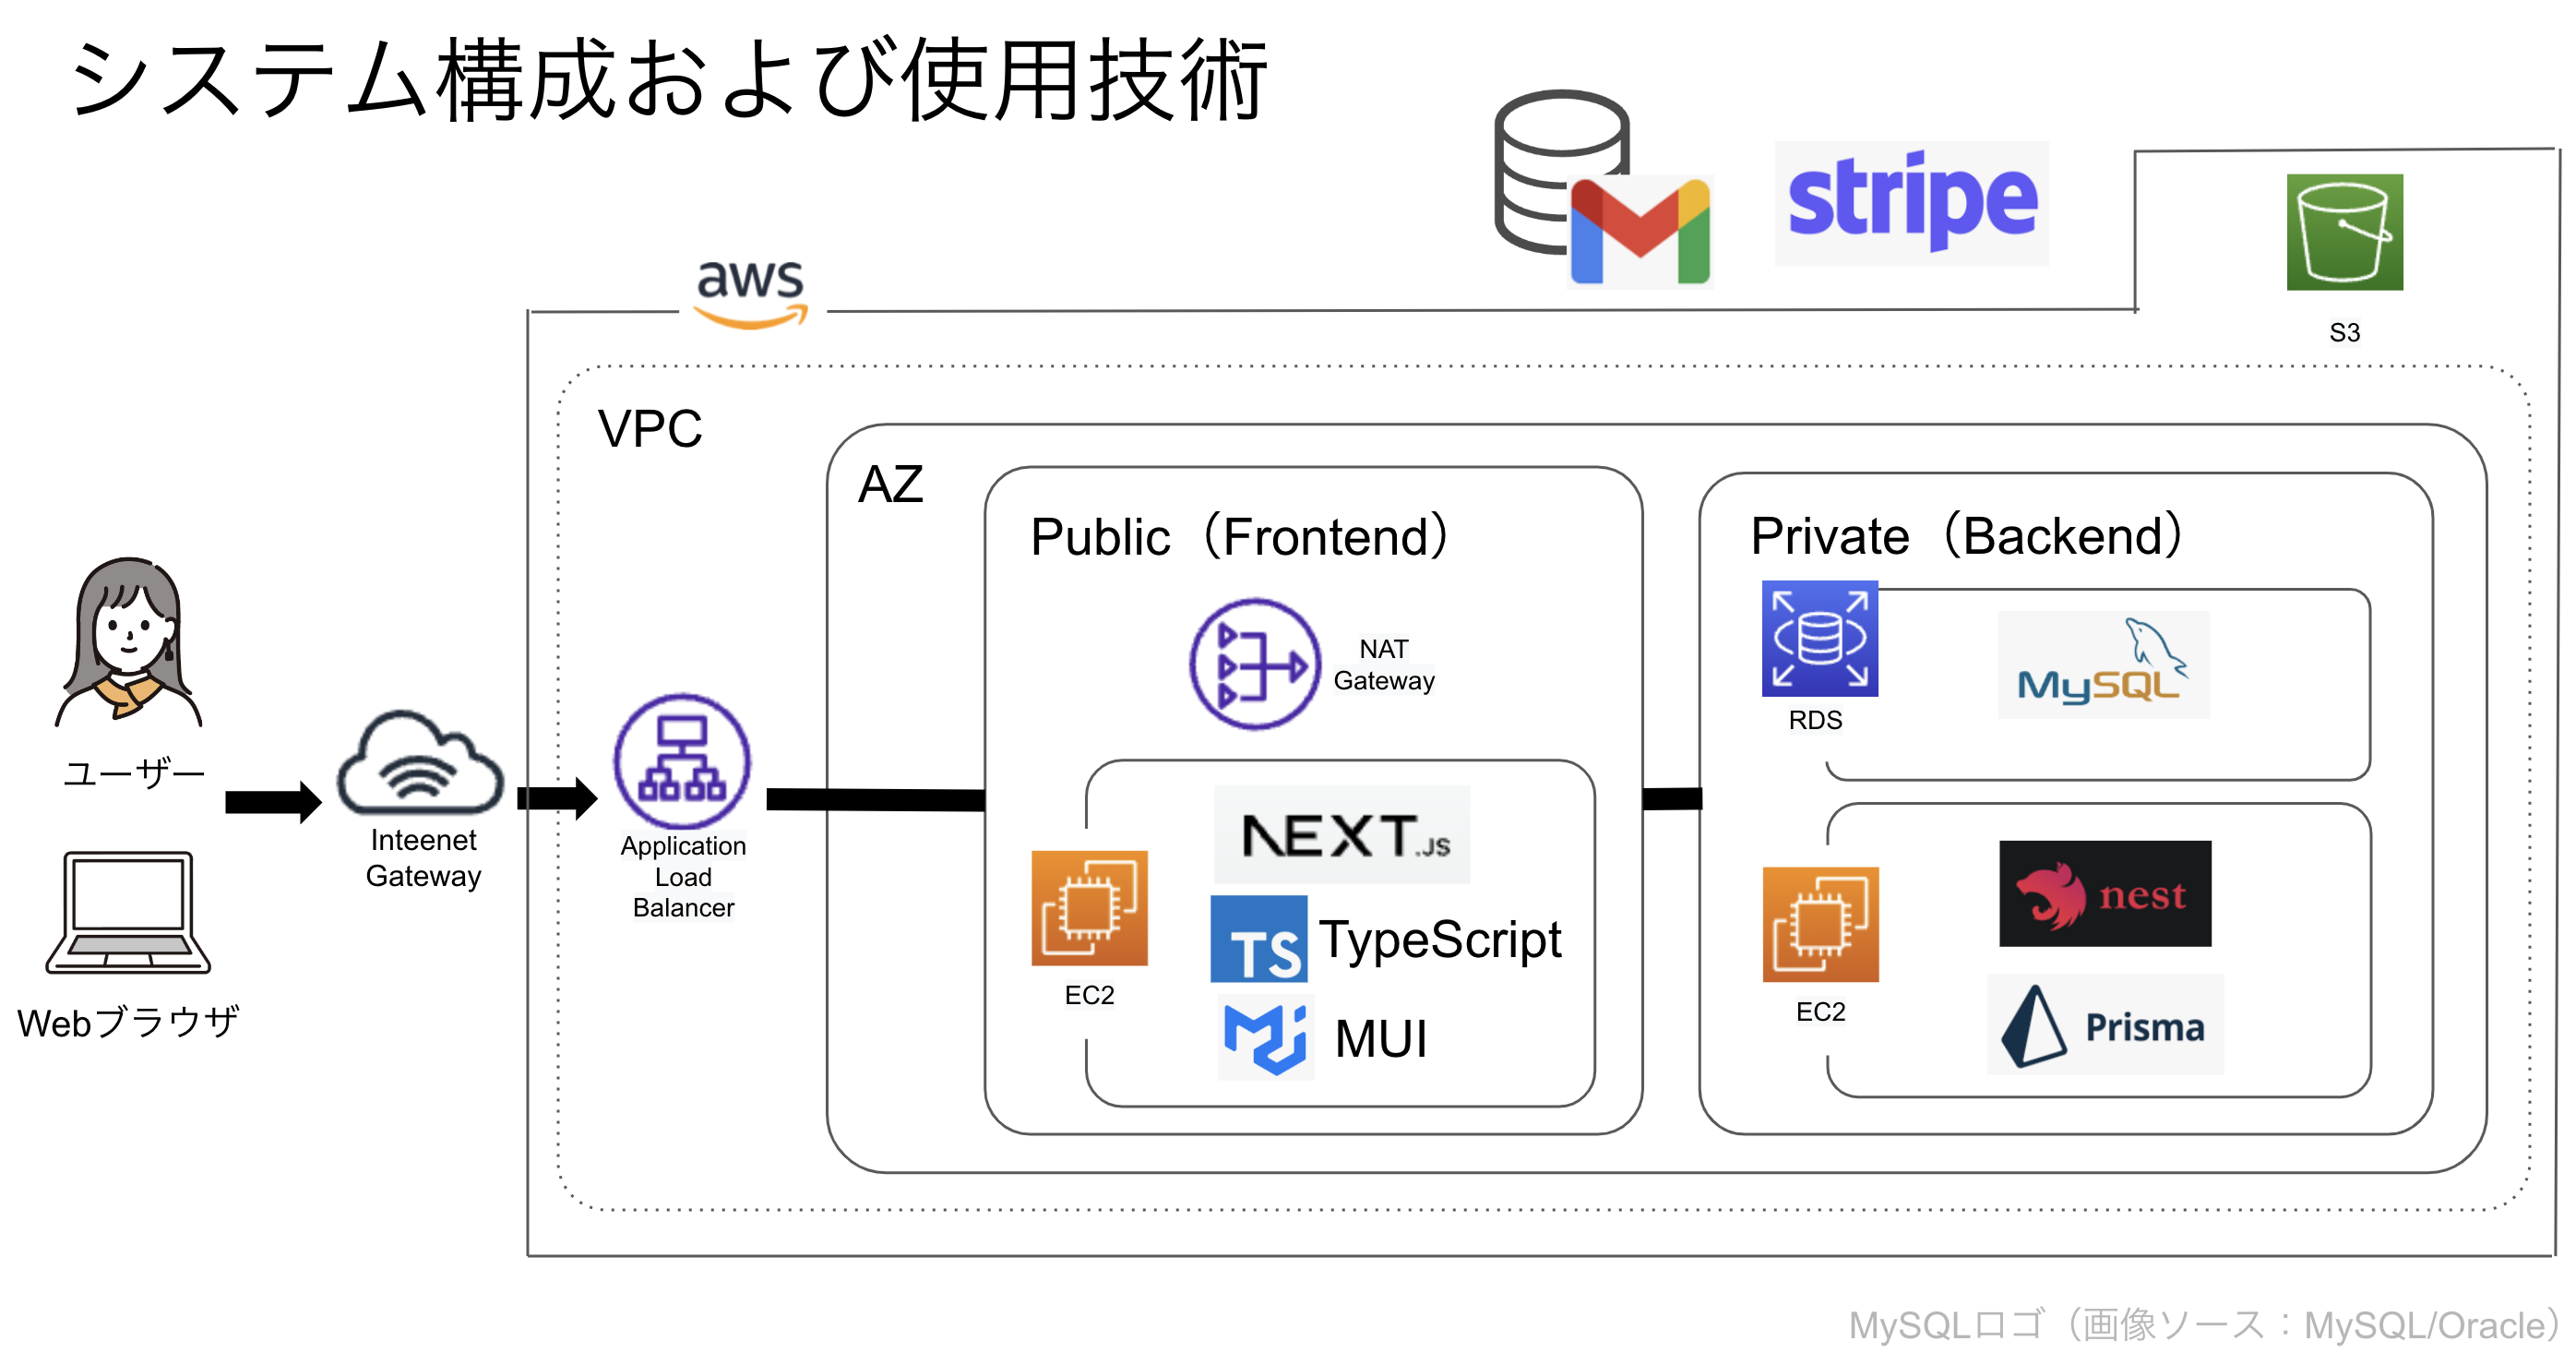 システム構成および使用技術
stripe
aws
S3
VPC
AZ
Public（Frontend）
Private（Backend）
NAT
Gateway
RDS
MySQL
ユーザー
Inteenet
Gateway
Application
Load
Balancer
NEXT.JS
TS TypeScript
MUI
EC2
nest
Prisma
EC2
Webブラウザ
MySQLロゴ（画像ソース：MySQL/Oracle）